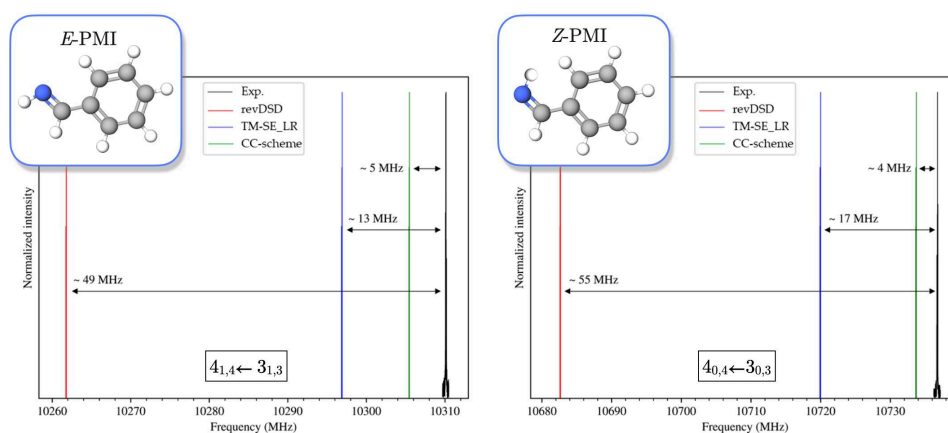 E-PMI
Exp.
revDSD
TM-SE_LR
CC-scheme
~ 5 MHz
~ 13 MHz
~ 49 MHz
4₁,₄← 3₁,₃
Normalized intensity
10260 10270 10280 10290 10300 10310
Frequency (MHz)
Z-PMI
Exp.
revDSD
TM-SE_LR
CC-scheme
~ 4 MHz
~ 17 MHz
~ 55 MHz
4₀,₄←3₀,₃
Normalized intensity
10680 10690 10700 10710 10720 10730
Frequency (MHz)